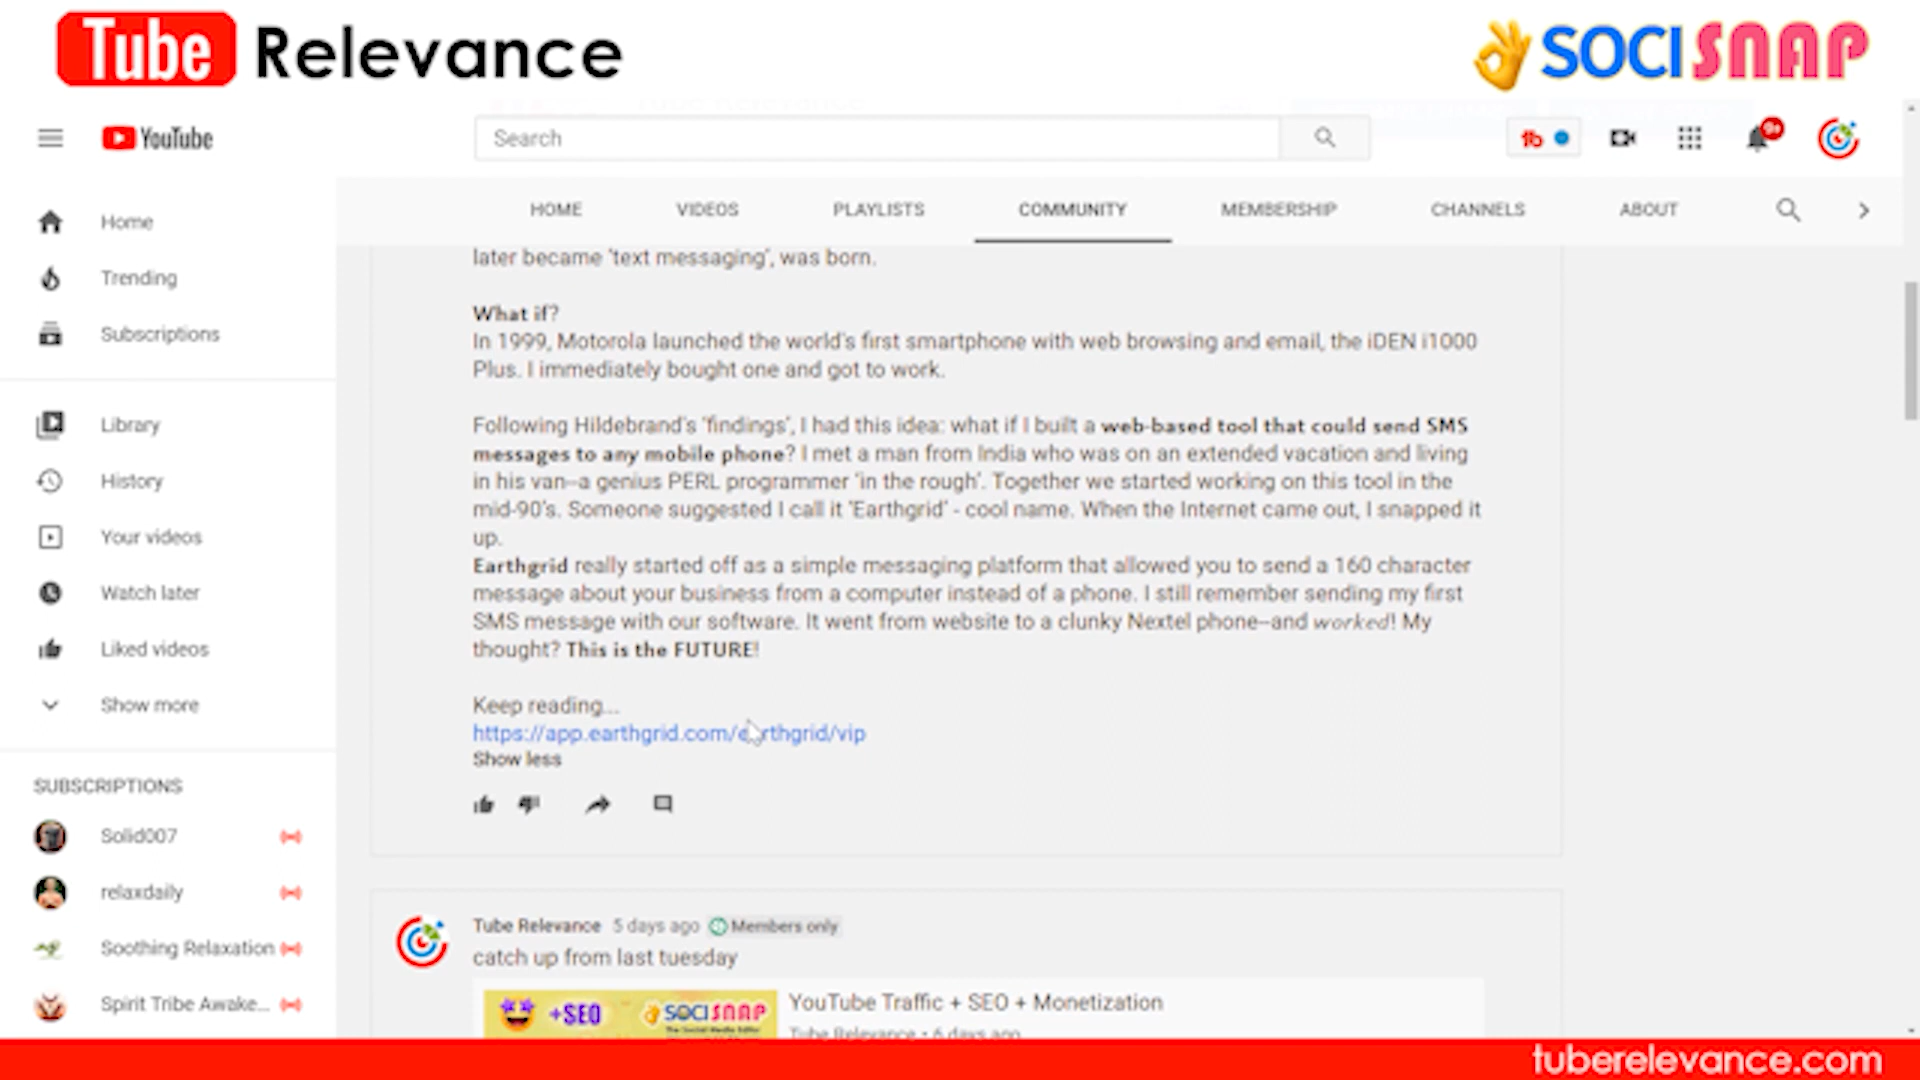 Tube Relevance
SOCISNAP
YouTube
Search
9+
HOME VIDEOS PLAYLISTS COMMUNITY MEMBERSHIP CHANNELS ABOUT
Home
Trending
Subscriptions
Library
History
Your videos
Watch later
Liked videos
Show more
SUBSCRIPTIONS
Solid007
relaxdaily
Soothing Relaxation
Spirit Tribe Awake...
later became 'text messaging', was born.
What if?
In 1999, Motorola launched the world's first smartphone with web browsing and email, the iDEN i1000
Plus. I immediately bought one and got to work.
Following Hildebrand's 'findings', I had this idea: what if I built a web-based tool that could send SMS
messages to any mobile phone? I met a man from India who was on an extended vacation and living
in his van–a genius PERL programmer 'in the rough'. Together we started working on this tool in the
mid-90's. Someone suggested I call it 'Earthgrid' - cool name. When the Internet came out, I snapped it
up.
Earthgrid really started off as a simple messaging platform that allowed you to send a 160 character
message about your business from a computer instead of a phone. I still remember sending my first
SMS message with our software. It went from website to a clunky Nextel phone–and worked! My
thought? This is the FUTURE!
Keep reading...
https://app.earthgrid.com/earthgrid/vip
Show less
Tube Relevance 5 days ago Members only
catch up from last tuesday
+SEO SOCISNAP
The Social Media Editor
YouTube Traffic + SEO + Monetization
Tube Relevance • 6 days ago
tuberelevance.com